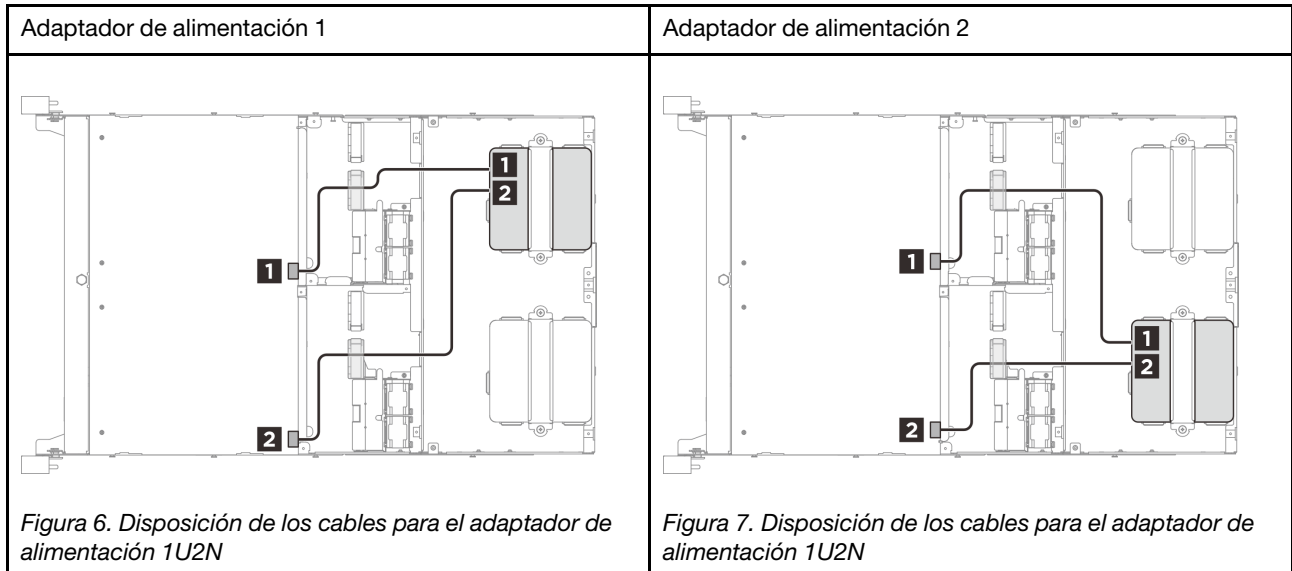 Adaptador de alimentación 1
Adaptador de alimentación 2
1
2
1
2
1
1
2
2
Figura 6. Disposición de los cables para el adaptador de
alimentación 1U2N
Figura 7. Disposición de los cables para el adaptador de
alimentación 1U2N